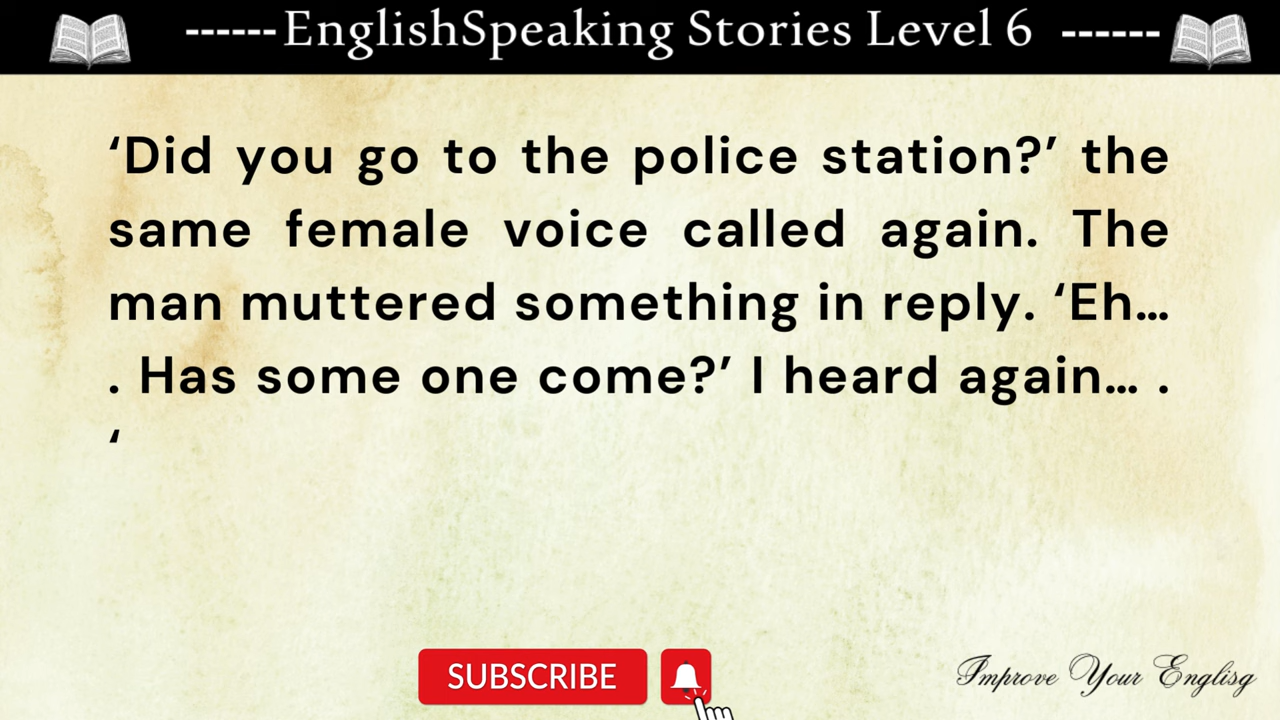 ------EnglishSpeaking Stories Level 6 ------
‘Did you go to the police station?’ the
same female voice called again. The
man muttered something in reply. ‘Eh…
. Has some one come?’ I heard again… .
‘
SUBSCRIBE
Improve Your Englisg